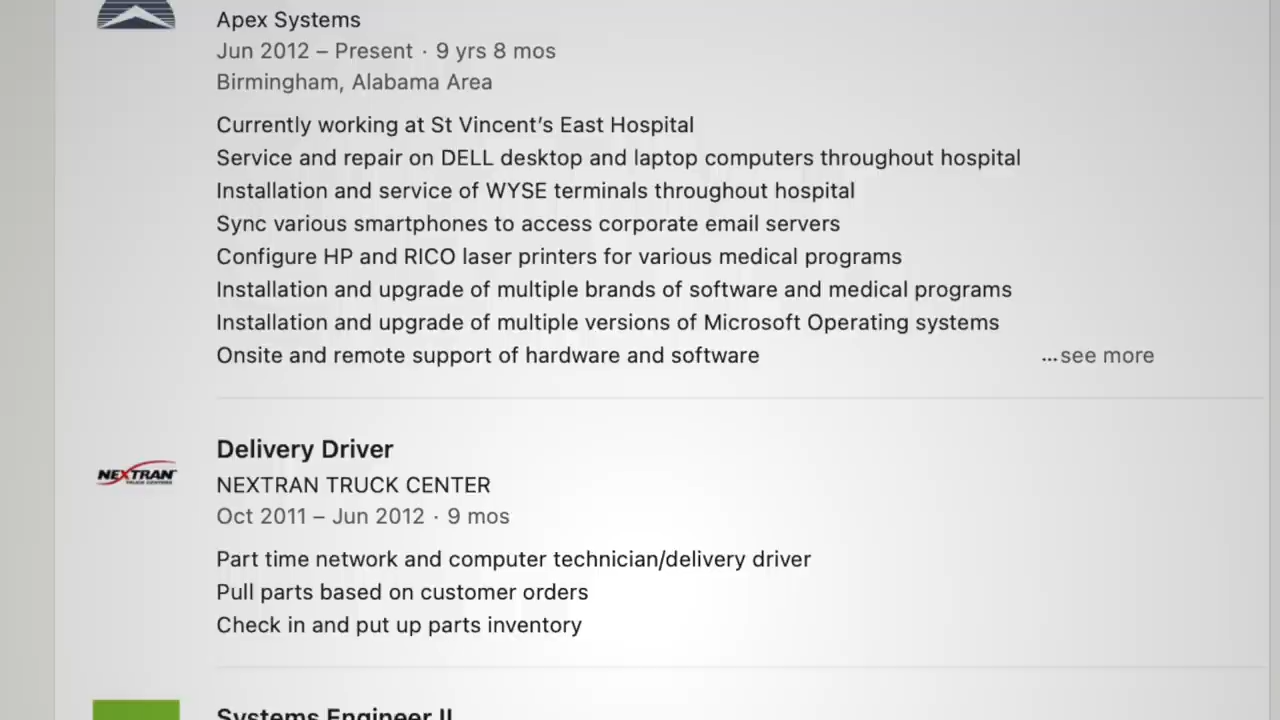 Apex Systems
Jun 2012 – Present · 9 yrs 8 mos
Birmingham, Alabama Area
Currently working at St Vincent's East Hospital
Service and repair on DELL desktop and laptop computers throughout hospital
Installation and service of WYSE terminals throughout hospital
Sync various smartphones to access corporate email servers
Configure HP and RICO laser printers for various medical programs
Installation and upgrade of multiple brands of software and medical programs
Installation and upgrade of multiple versions of Microsoft Operating systems
Onsite and remote support of hardware and software ...see more
Delivery Driver
NEXTRAN
TRUCK CENTERS
NEXTRAN TRUCK CENTER
Oct 2011 – Jun 2012 · 9 mos
Part time network and computer technician/delivery driver
Pull parts based on customer orders
Check in and put up parts inventory
Systems Engineer II